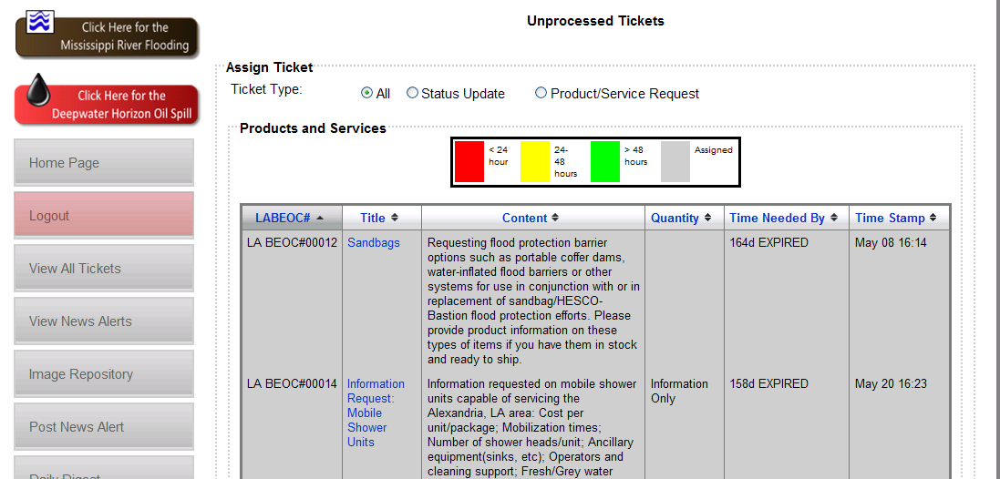 Click Here for the
Mississippi River Flooding
Click Here for the
Deepwater Horizon Oil Spill
Home Page
Logout
View All Tickets
View News Alerts
Image Repository
Post News Alert
Daily Digest
Unprocessed Tickets
Assign Ticket
Ticket Type:
All
Status Update
Product/Service Request
Products and Services
< 24
hour
24-
48
hours
> 48
hours
Assigned
LABEOC# Title Content Quantity Time Needed By Time Stamp
LA BEOC#00012
Sandbags
Requesting flood protection barrier
options such as portable coffer dams,
water-inflated flood barriers or other
systems for use in conjunction with or in
replacement of sandbag/HESCO-
Bastion flood protection efforts. Please
provide product information on these
types of items if you have them in stock
and ready to ship.
164d EXPIRED
May 08 16:14
LA BEOC#00014
Information
Request:
Mobile
Shower
Units
Information requested on mobile shower
units capable of servicing the
Alexandria, LA area: Cost per
unit/package; Mobilization times;
Number of shower heads/unit; Ancillary
equipment(sinks, etc); Operators and
cleaning support; Fresh/Grey water
Information
Only
158d EXPIRED
May 20 16:23